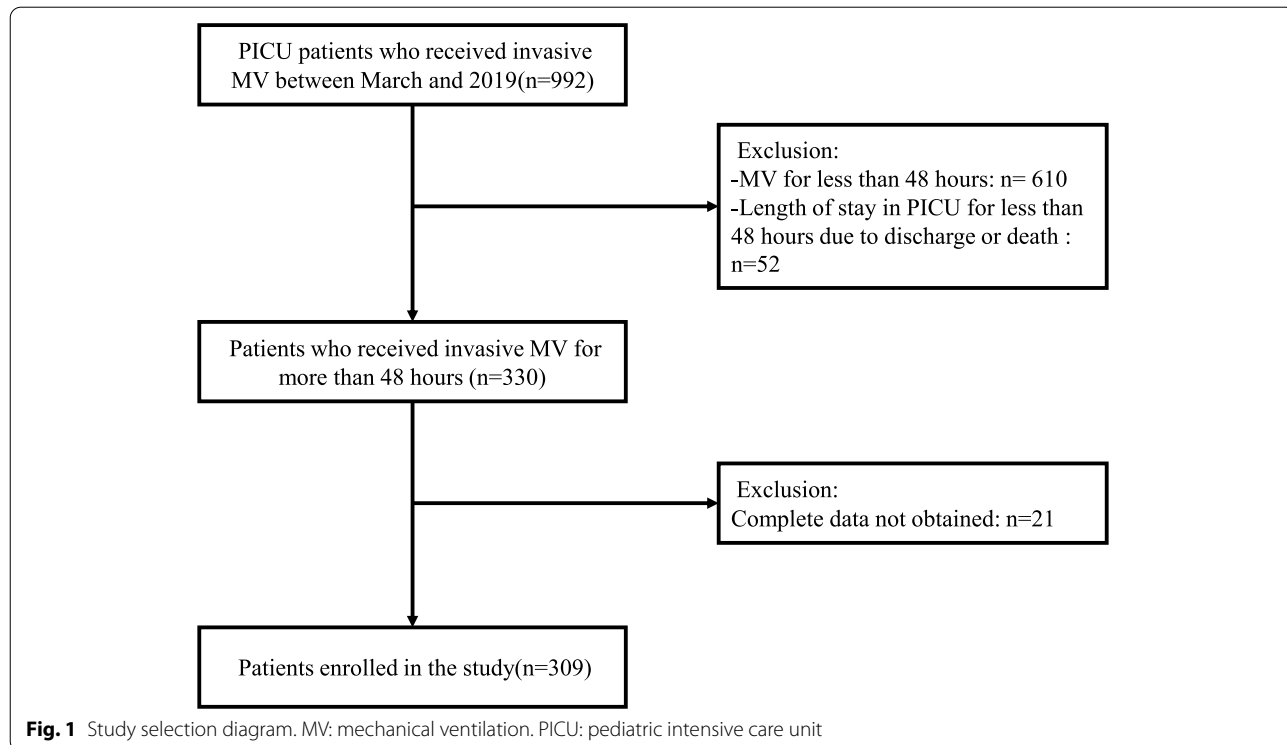 PICU patients who received invasive
MV between March and 2019(n=992)
Exclusion:
-MV for less than 48 hours: n= 610
-Length of stay in PICU for less than
48 hours due to discharge or death :
n=52
Patients who received invasive MV for
more than 48 hours (n=330)
Exclusion:
Complete data not obtained: n=21
Patients enrolled in the study(n=309)
Fig. 1 Study selection diagram. MV: mechanical ventilation. PICU: pediatric intensive care unit